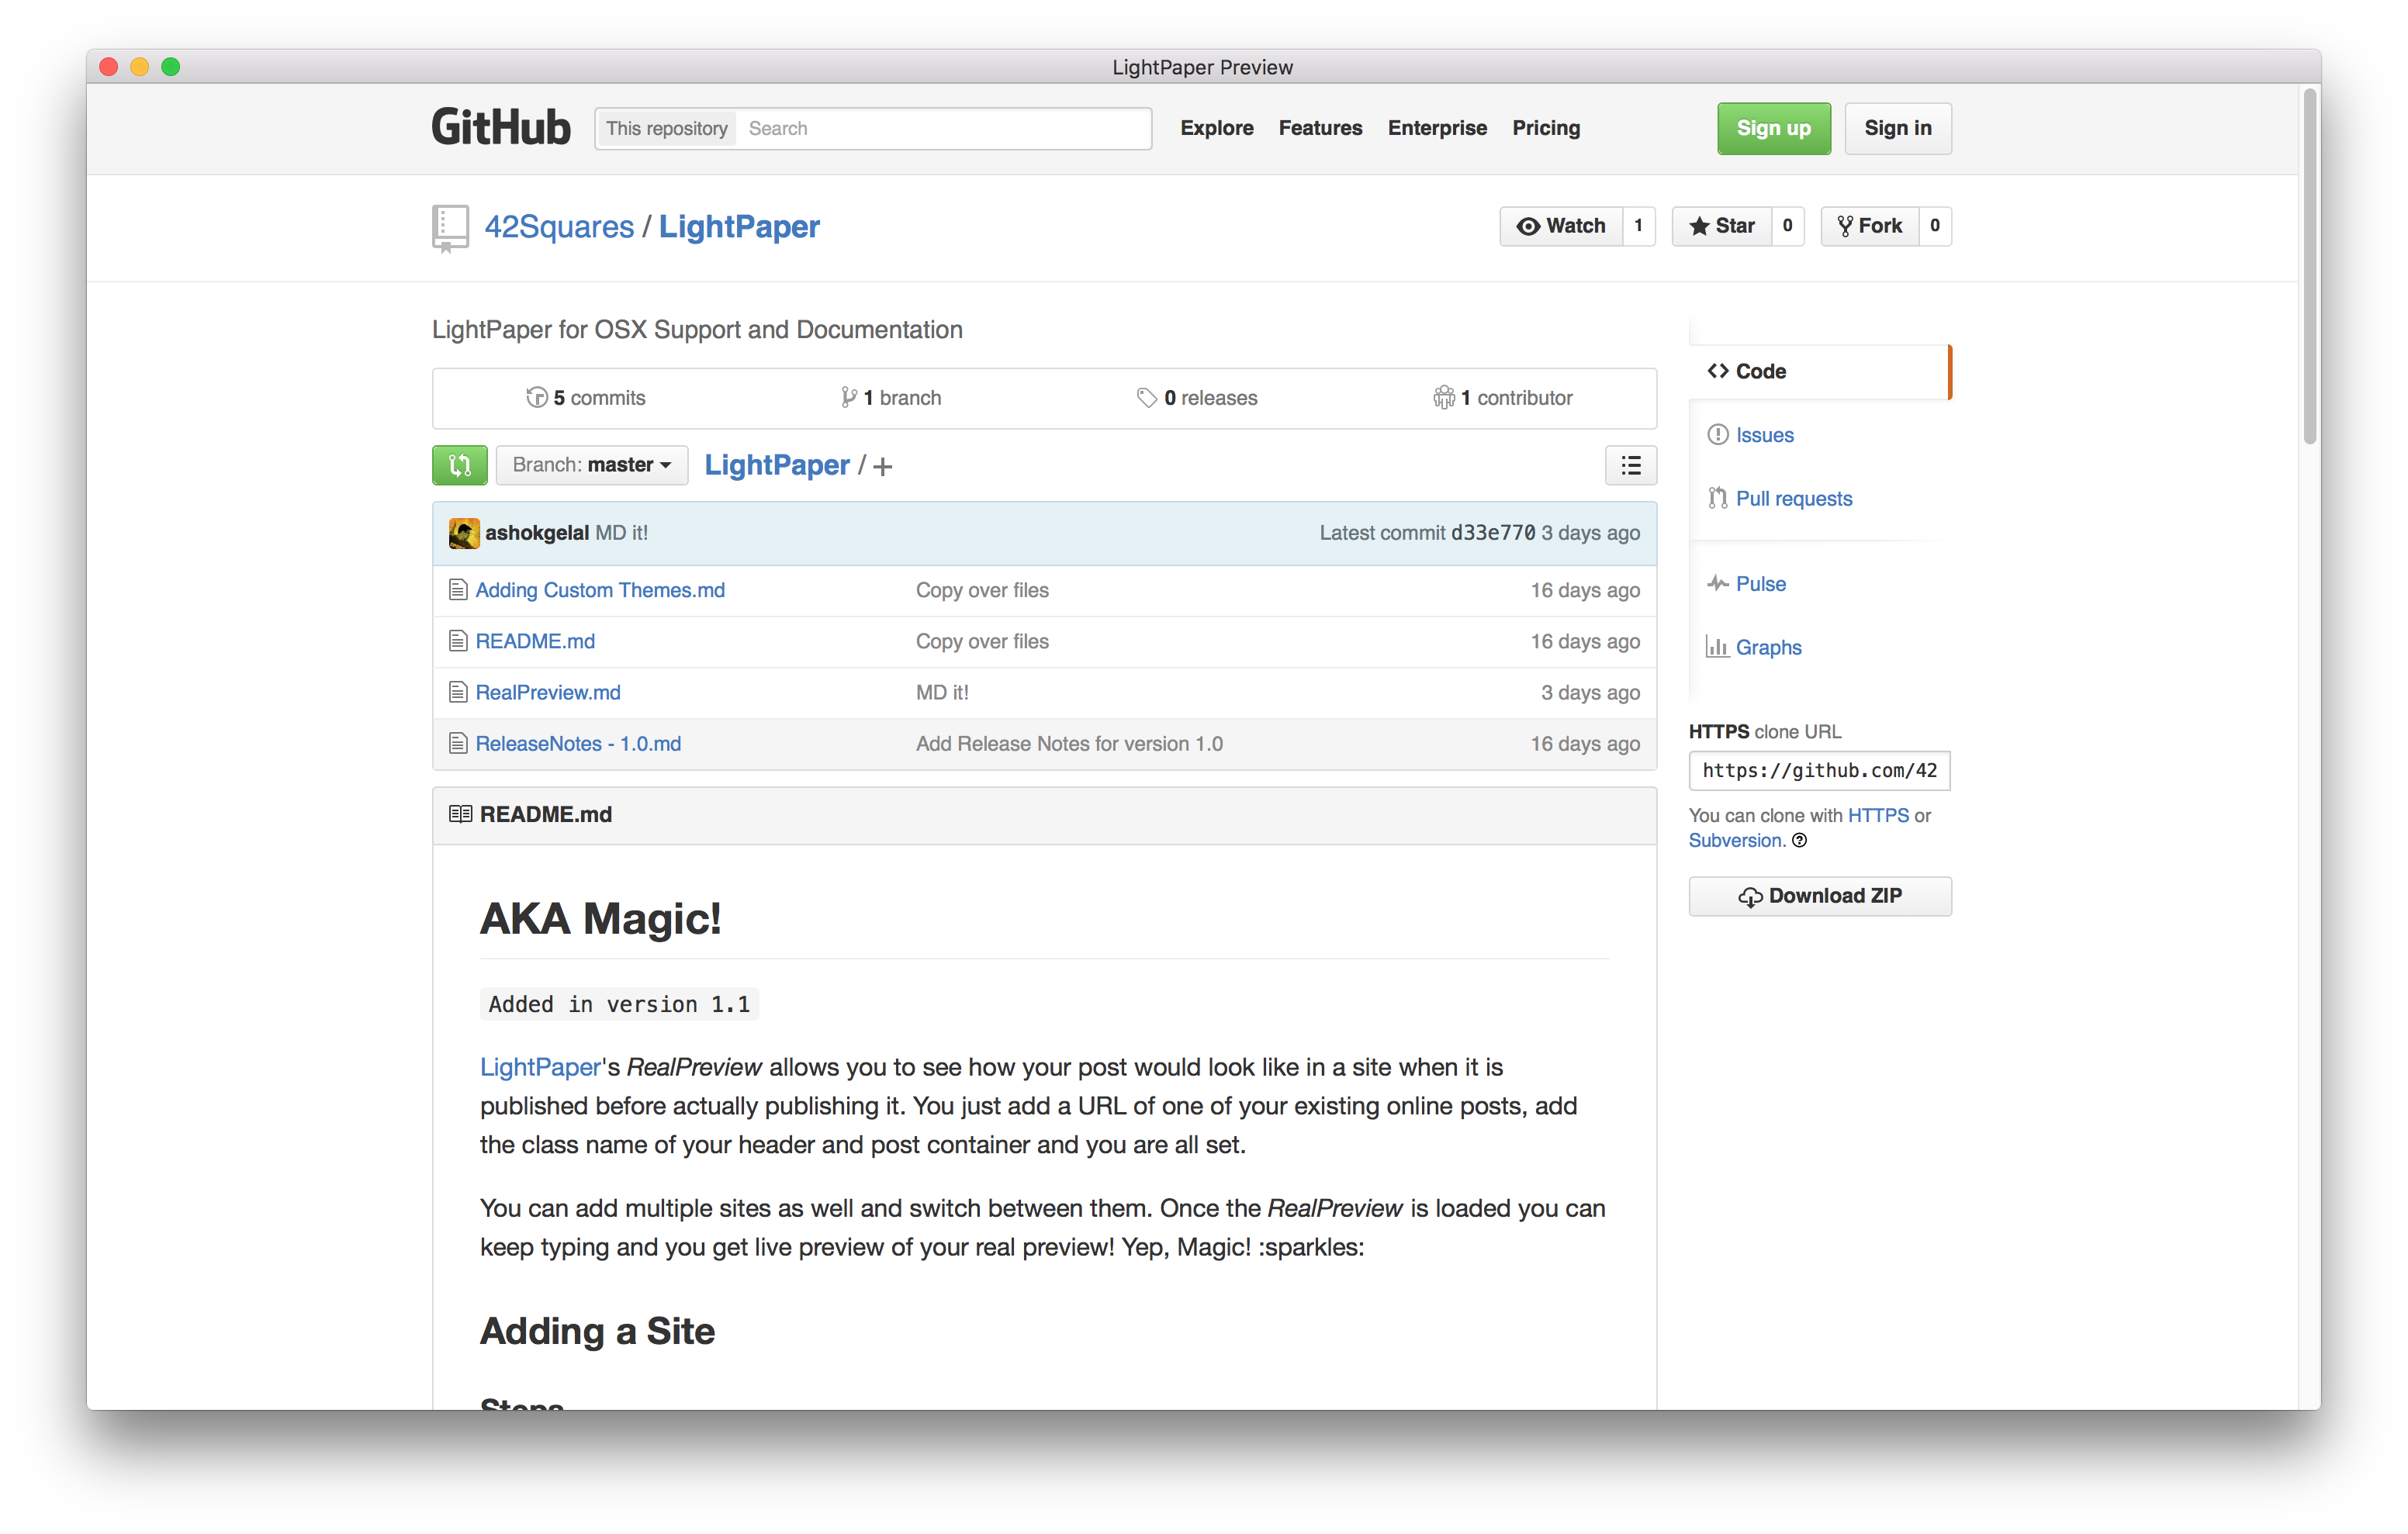 LightPaper Preview
GitHub This repository Search Explore Features Enterprise Pricing Sign up Sign in
42Squares / LightPaper Watch 1 Star 0 Fork 0
LightPaper for OSX Support and Documentation
5 commits 1 branch 0 releases 1 contributor
Branch: master LightPaper / +
ashokgelal MD it! Latest commit d33e770 3 days ago
Adding Custom Themes.md Copy over files 16 days ago
README.md Copy over files 16 days ago
RealPreview.md MD it! 3 days ago
ReleaseNotes - 1.0.md Add Release Notes for version 1.0 16 days ago
README.md
AKA Magic!
Added in version 1.1
LightPaper's RealPreview allows you to see how your post would look like in a site when it is
published before actually publishing it. You just add a URL of one of your existing online posts, add
the class name of your header and post container and you are all set.
You can add multiple sites as well and switch between them. Once the RealPreview is loaded you can
keep typing and you get live preview of your real preview! Yep, Magic! :sparkles:
Adding a Site
Steps
Code
Issues
Pull requests
Pulse
Graphs
HTTPS clone URL
https://github.com/42
You can clone with HTTPS or
Subversion.
Download ZIP